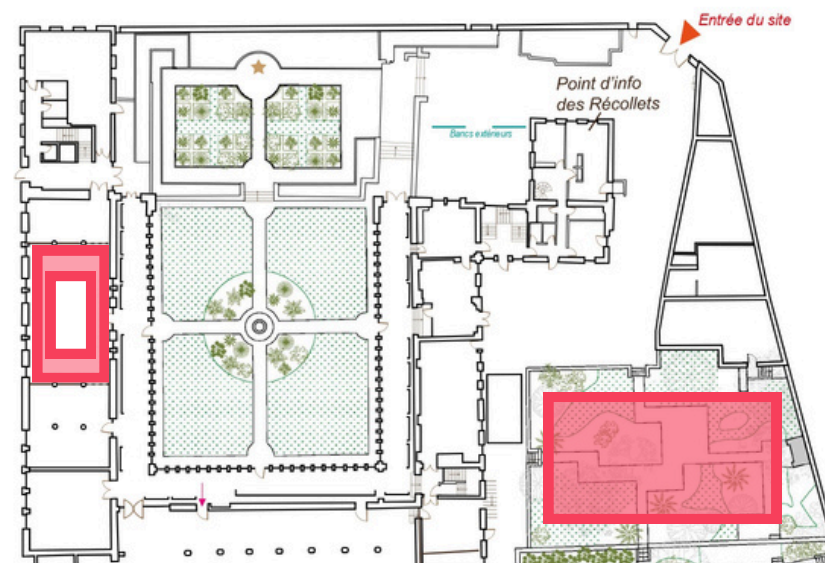 Entrée du site
Point d'info
des Récollets
Bancs extérieurs